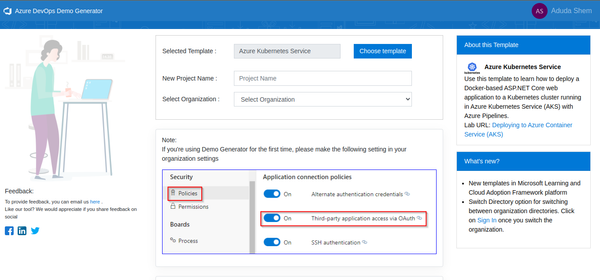 Azure DevOps Demo Generator
AS Aduda Shem
Selected Template :
Azure Kubernetes Service
Choose template
New Project Name :
Project Name
Select Organization :
Select Organization
Note:
If you're using Demo Generator for the first time, please make the following setting in your
organization settings
Security
Policies
Permissions
Boards
Process
Application connection policies
On Alternate authentication credentials
On Third-party application access via OAuth
On SSH authentication
Feedback:
To provide feedback, you can email us here .
Like our tool? We would appreciate if you share feedback on
social
About this Template
kubernetes
Azure Kubernetes Service
Use this template to learn how to deploy a
Docker-based ASP.NET Core web
application to a Kubernetes cluster running
in Azure Kubernetes Service (AKS) with
Azure Pipelines.
Lab URL: Deploying to Azure Container
Service (AKS)
What's new?
New templates in Microsoft Learning and
Cloud Adoption Framework platform
Switch Directory option for switching
between organization directories. Click
on Sign In once you switch the
organization.